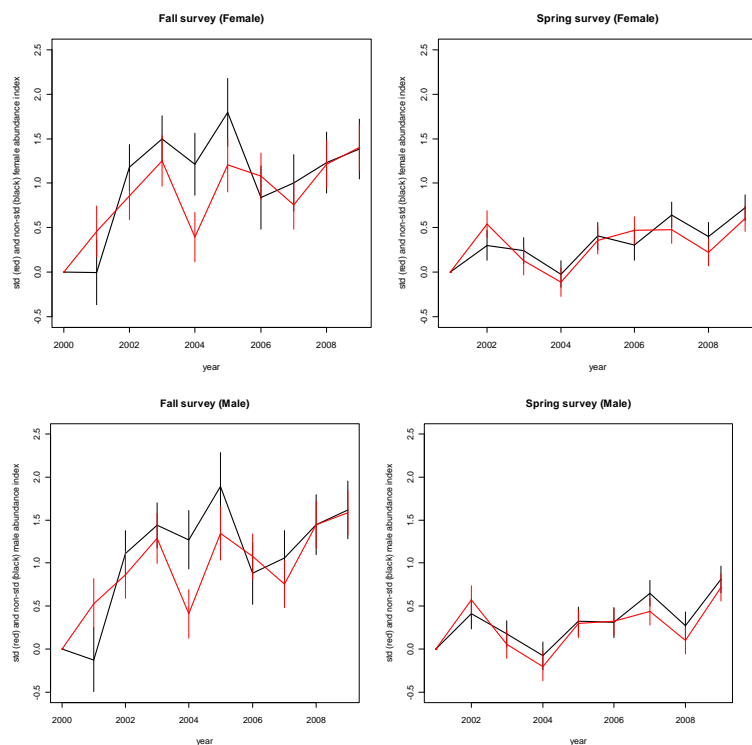 Fall survey (Female)
std (red) and non-std (black) female abundance index
2.5
2.0
1.5
1.0
0.5
0.0
-0.5
2000 2002 2004 2006 2008
year
Spring survey (Female)
std (red) and non-std (black) female abundance index
2.5
2.0
1.5
1.0
0.5
0.0
-0.5
2002 2004 2006 2008
year
Fall survey (Male)
std (red) and non-std (black) male abundance index
2.5
2.0
1.5
1.0
0.5
0.0
-0.5
2000 2002 2004 2006 2008
year
Spring survey (Male)
std (red) and non-std (black) male abundance index
2.5
2.0
1.5
1.0
0.5
0.0
-0.5
2002 2004 2006 2008
year